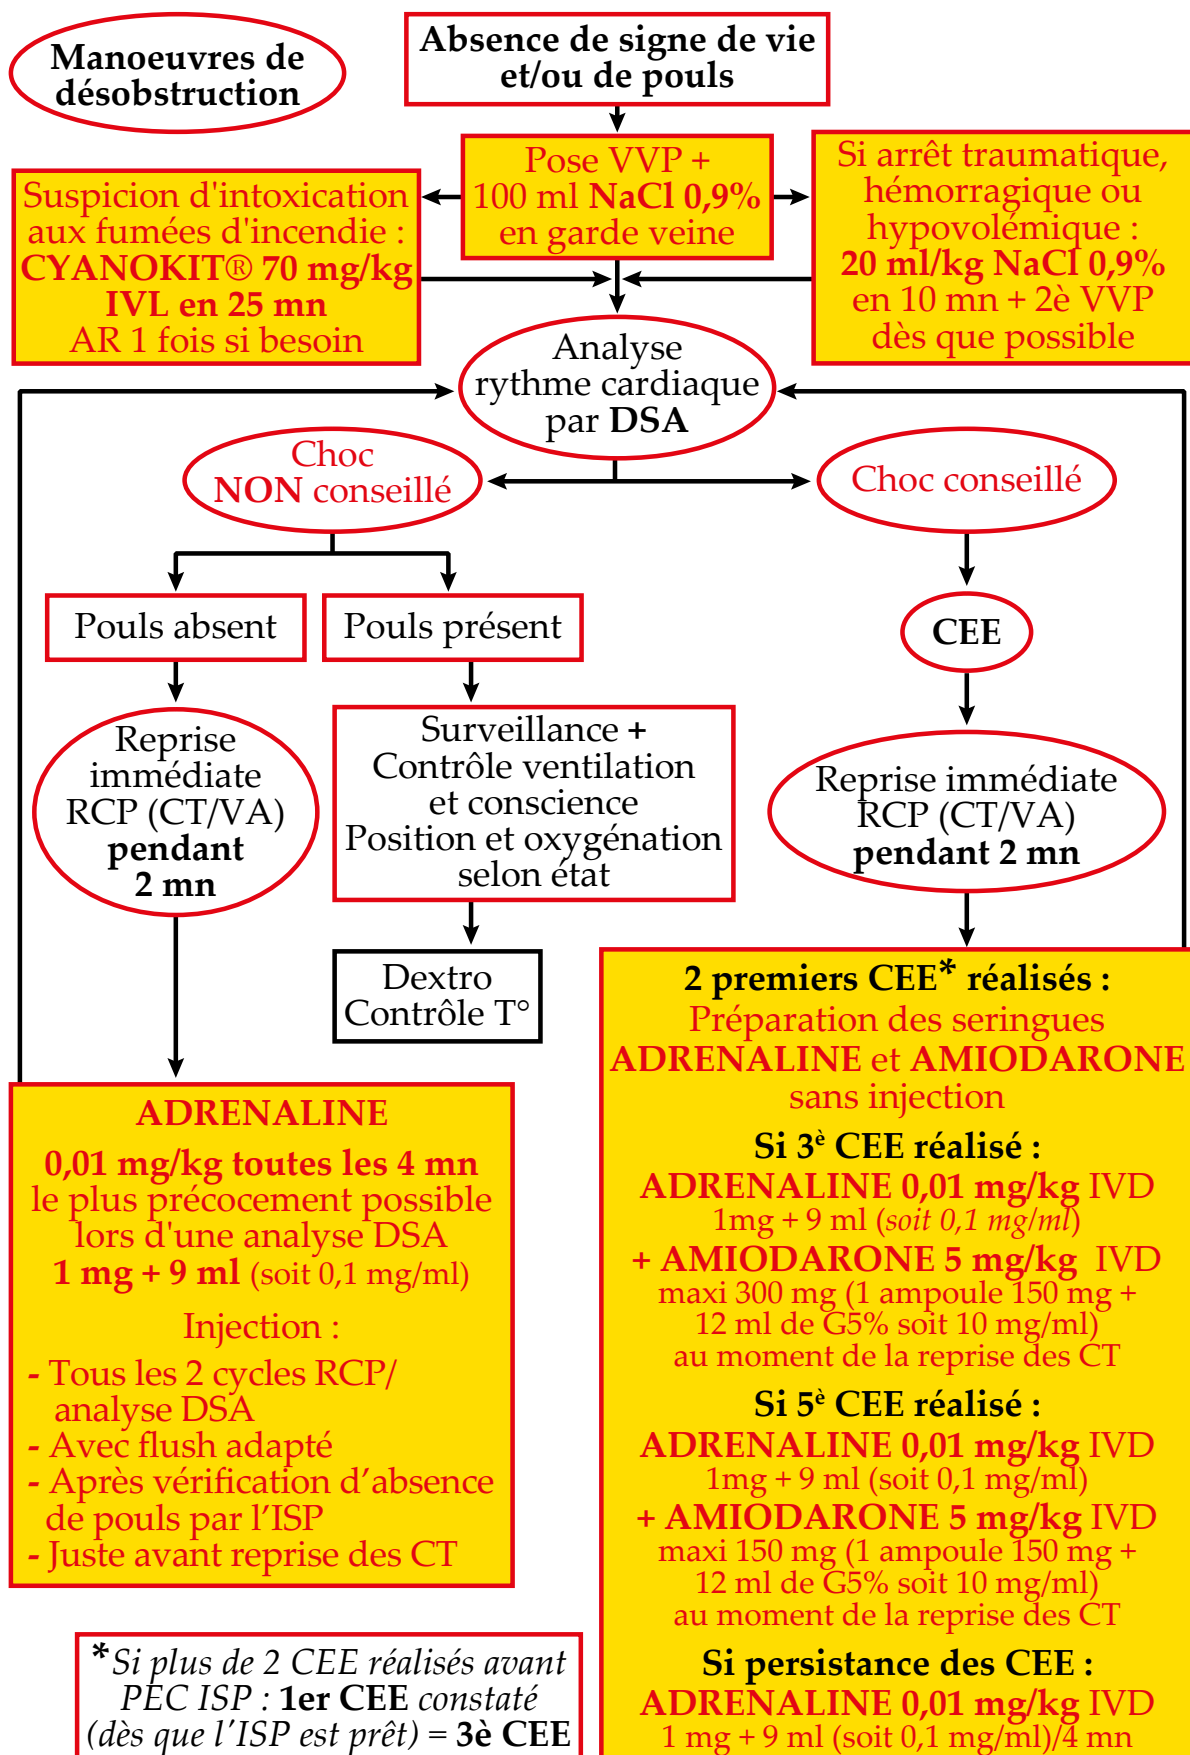 Manoeuvres de
désobstruction
Absence de signe de vie
et/ou de pouls
Pose VVP +
100 ml NaCl 0,9%
en garde veine
Suspicion d'intoxication
aux fumées d'incendie :
CYANOKIT® 70 mg/kg
IVL en 25 mn
AR 1 fois si besoin
Si arrêt traumatique,
hémorragique ou
hypovolémique :
20 ml/kg NaCl 0,9%
en 10 mn + 2è VVP
dès que possible
Analyse
rythme cardiaque
par DSA
Choc
NON conseillé
Choc conseillé
Pouls absent
Pouls présent
CEE
Reprise
immédiate
RCP (CT/VA)
pendant
2 mn
Surveillance +
Contrôle ventilation
et conscience
Position et oxygénation
selon état
Reprise immédiate
RCP (CT/VA)
pendant 2 mn
Dextro
Contrôle T°
ADRENALINE
0,01 mg/kg toutes les 4 mn
le plus précocement possible
lors d'une analyse DSA
1 mg + 9 ml (soit 0,1 mg/ml)
Injection :
- Tous les 2 cycles RCP/
analyse DSA
- Avec flush adapté
- Après vérification d’absence
de pouls par l’ISP
- Juste avant reprise des CT
2 premiers CEE* réalisés :
Préparation des seringues
ADRENALINE et AMIODARONE
sans injection
Si 3è CEE réalisé :
ADRENALINE 0,01 mg/kg IVD
1mg + 9 ml (soit 0,1 mg/ml)
+ AMIODARONE 5 mg/kg IVD
maxi 300 mg (1 ampoule 150 mg +
12 ml de G5% soit 10 mg/ml)
au moment de la reprise des CT
Si 5è CEE réalisé :
ADRENALINE 0,01 mg/kg IVD
1mg + 9 ml (soit 0,1 mg/ml)
+ AMIODARONE 5 mg/kg IVD
maxi 150 mg (1 ampoule 150 mg +
12 ml de G5% soit 10 mg/ml)
au moment de la reprise des CT
Si persistance des CEE :
ADRENALINE 0,01 mg/kg IVD
1 mg + 9 ml (soit 0,1 mg/ml)/4 mn
*Si plus de 2 CEE réalisés avant
PEC ISP : 1er CEE constaté
(dès que l'ISP est prêt) = 3è CEE